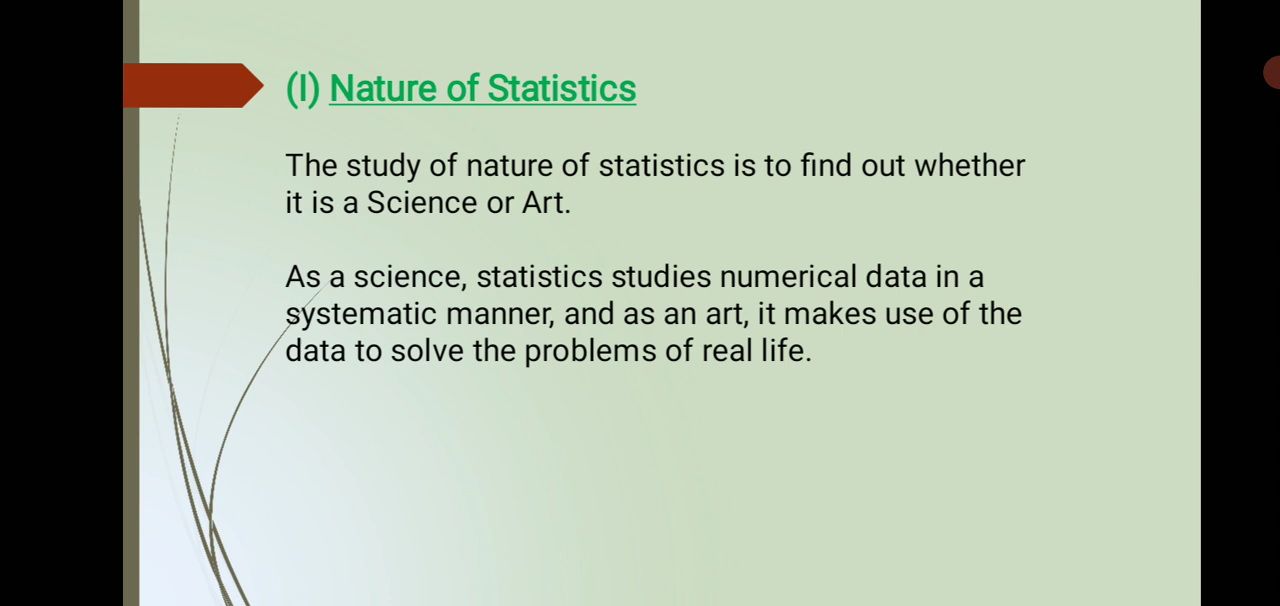 (I) Nature of Statistics
The study of nature of statistics is to find out whether
it is a Science or Art.
As a science, statistics studies numerical data in a
systematic manner, and as an art, it makes use of the
data to solve the problems of real life.